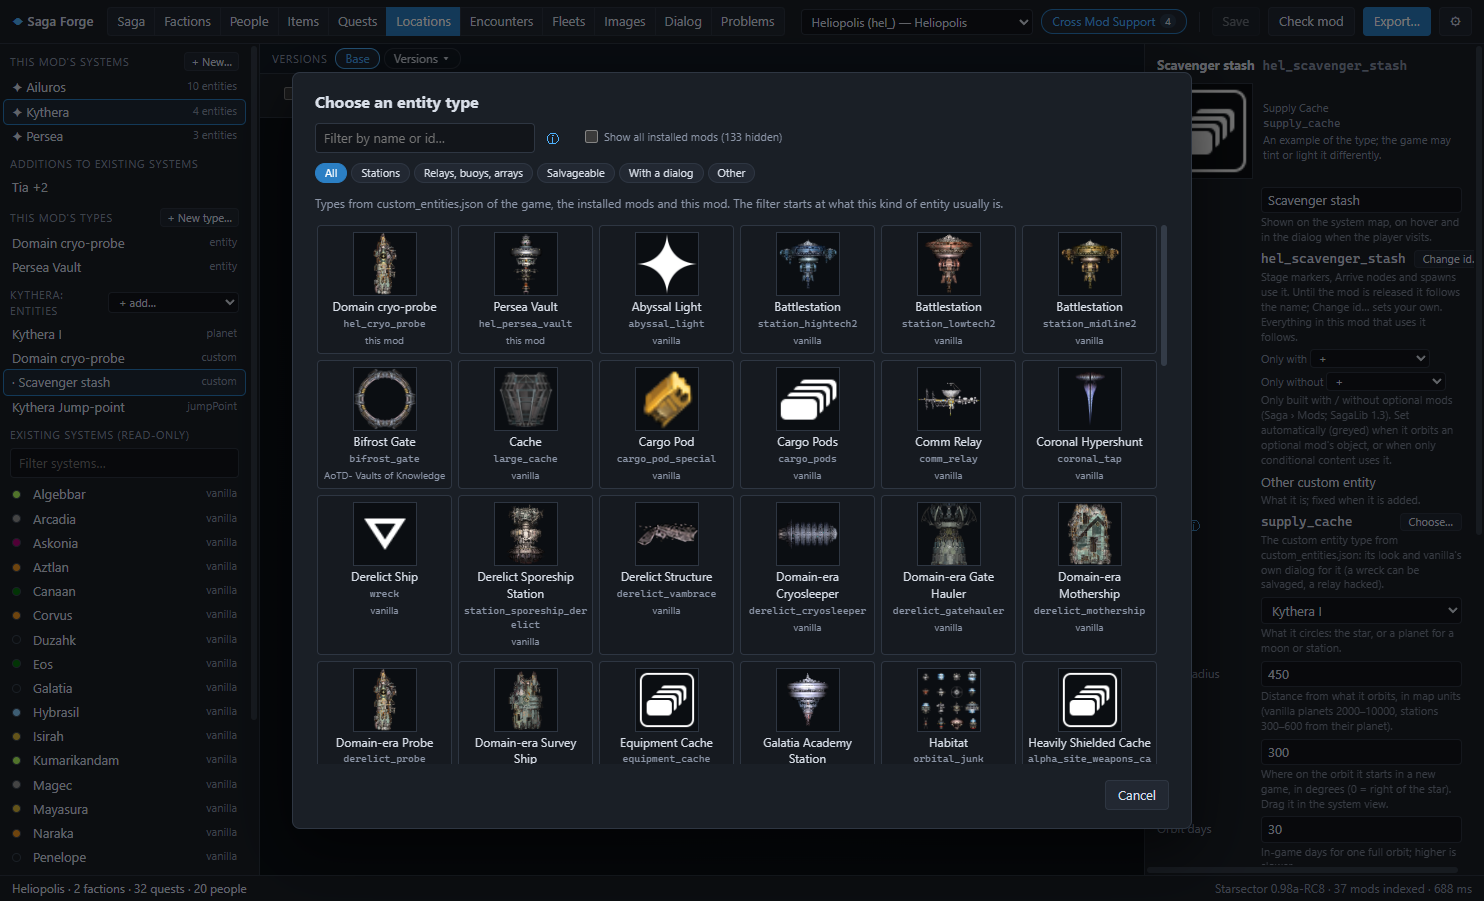 Saga Forge
Saga
Factions
People
Items
Quests
Locations
Encounters
Fleets
Images
Dialog
Problems
Heliopolis (hel_) — Heliopolis
Cross Mod Support 4
Save
Check mod
Export...
THIS MOD'S SYSTEMS
+ New...
Ailuros 10 entities
Kythera 4 entities
Persea 3 entities
ADDITIONS TO EXISTING SYSTEMS
Tia +2
THIS MOD'S TYPES
+ New type...
Domain cryo-probe entity
Persea Vault entity
KYTHERA: ENTITIES
+ add...
Kythera I planet
Domain cryo-probe custom
· Scavenger stash custom
Kythera Jump-point jumpPoint
EXISTING SYSTEMS (READ-ONLY)
Filter systems...
Algebbar vanilla
Arcadia vanilla
Askonia vanilla
Aztlan vanilla
Canaan vanilla
Corvus vanilla
Duzahk vanilla
Eos vanilla
Galatia vanilla
Hybrasil vanilla
Isirah vanilla
Kumarikandam vanilla
Magec vanilla
Mayasura vanilla
Naraka vanilla
Penelope vanilla
VERSIONS
Base
Versions
Choose an entity type
Filter by name or id...
Show all installed mods (133 hidden)
All
Stations
Relays, buoys, arrays
Salvageable
With a dialog
Other
Types from custom_entities.json of the game, the installed mods and this mod. The filter starts at what this kind of entity usually is.
Domain cryo-probe
hel_cryo_probe
this mod
Persea Vault
hel_persea_vault
this mod
Abyssal Light
abyssal_light
vanilla
Battlestation
station_hightech2
vanilla
Battlestation
station_lowtech2
vanilla
Battlestation
station_midline2
vanilla
Bifrost Gate
bifrost_gate
AoTD- Vaults of Knowledge
Cache
large_cache
vanilla
Cargo Pod
cargo_pod_special
vanilla
Cargo Pods
cargo_pods
vanilla
Comm Relay
comm_relay
vanilla
Coronal Hypershunt
coronal_tap
vanilla
Derelict Ship
wreck
vanilla
Derelict Sporeship
Station
station_sporeship_der
elict
vanilla
Derelict Structure
derelict_vambrace
vanilla
Domain-era
Cryosleeper
derelict_cryosleeper
vanilla
Domain-era Gate
Hauler
derelict_gatehauler
vanilla
Domain-era
Mothership
derelict_mothership
vanilla
Domain-era Probe
derelict_probe
Domain-era Survey
Ship
Equipment Cache
equipment_cache
Galatia Academy
Station
Habitat
orbital_junk
Heavily Shielded Cache
alpha_site_weapons_ca
Cancel
Scavenger stash hel_scavenger_stash
Supply Cache
supply_cache
An example of the type; the game may
tint or light it differently.
Scavenger stash
Shown on the system map, on hover and
in the dialog when the player visits.
hel_scavenger_stash
Change id.
Stage markers, Arrive nodes and spawns
use it. Until the mod is released it follows
the name; Change id... sets your own.
Everything in this mod that uses it
follows.
Only with +
Only without +
Only built with / without optional mods
(Saga › Mods; SagaLib 1.3). Set
automatically (greyed) when it orbits an
optional mod's object, or when only
conditional content uses it.
Other custom entity
What it is; fixed when it is added.
supply_cache
Choose...
The custom entity type from
custom_entities.json: its look and vanilla's
own dialog for it (a wreck can be
salvaged, a relay hacked).
Kythera I
What it circles: the star, or a planet for a
moon or station.
adius
450
Distance from what it orbits, in map units
(vanilla planets 2000–10000, stations
300–600 from their planet).
300
Where on the orbit it starts in a new
game, in degrees (0 = right of the star).
Drag it in the system view.
Orbit days
30
In-game days for one full orbit; higher is
Heliopolis · 2 factions · 32 quests · 20 people
Starsector 0.98a-RC8 · 37 mods indexed · 688 ms